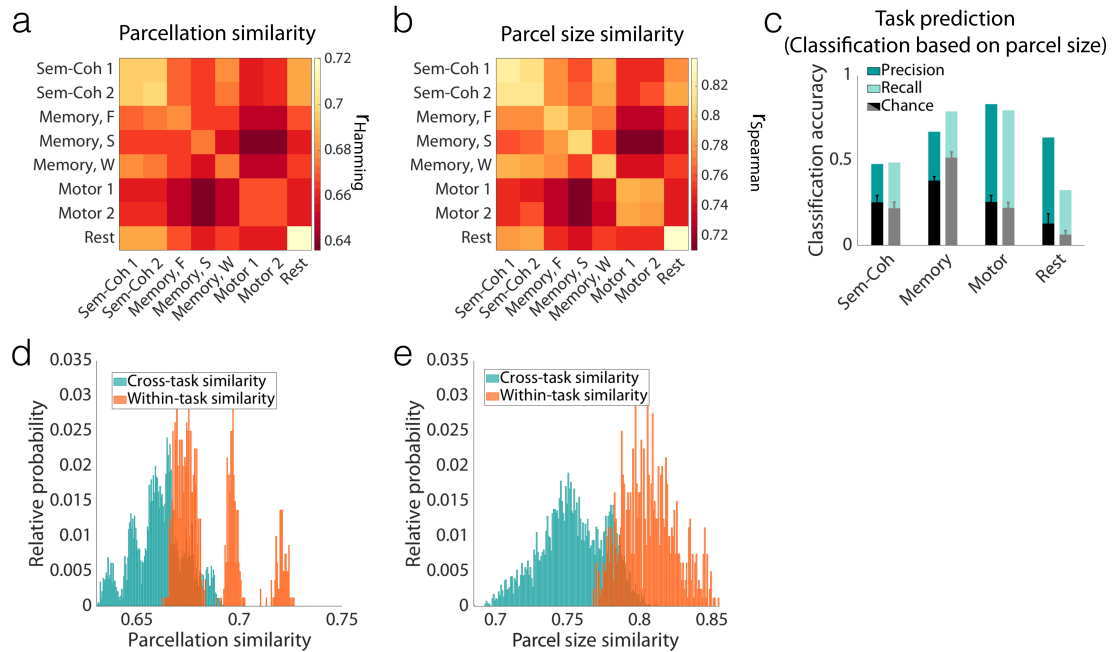 a
Parcellation similarity
Sem-Coh 1
Sem-Coh 2
Memory, F
Memory, S
Memory, W
Motor 1
Motor 2
Rest
Sem-Coh 1
Sem-Coh 2
Memory, F
Memory, S
Memory, W
Motor 1
Motor 2
Rest
0.72
0.7
0.68
0.66
0.64
rHamming
b
Parcel size similarity
Sem-Coh 1
Sem-Coh 2
Memory, F
Memory, S
Memory, W
Motor 1
Motor 2
Rest
Sem-Coh 1
Sem-Coh 2
Memory, F
Memory, S
Memory, W
Motor 1
Motor 2
Rest
0.82
0.8
0.78
0.76
0.74
0.72
rSpearman
c
Task prediction
(Classification based on parcel size)
Classification accuracy
1
0.5
0
Precision
Recall
Chance
Sem-Coh
Memory
Motor
Rest
d
Relative probability
0.035
0.03
0.025
0.02
0.015
0.01
0.005
0
Cross-task similarity
Within-task similarity
0.65
0.7
0.75
Parcellation similarity
e
Relative probability
0.035
0.03
0.025
0.02
0.015
0.01
0.005
0
Cross-task similarity
Within-task similarity
0.7
0.75
0.8
0.85
Parcel size similarity